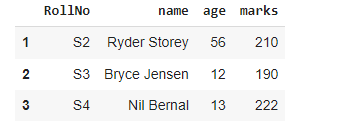 RollNo name age marks
1 S2 Ryder Storey 56 210
2 S3 Bryce Jensen 12 190
3 S4 Nil Bernal 13 222